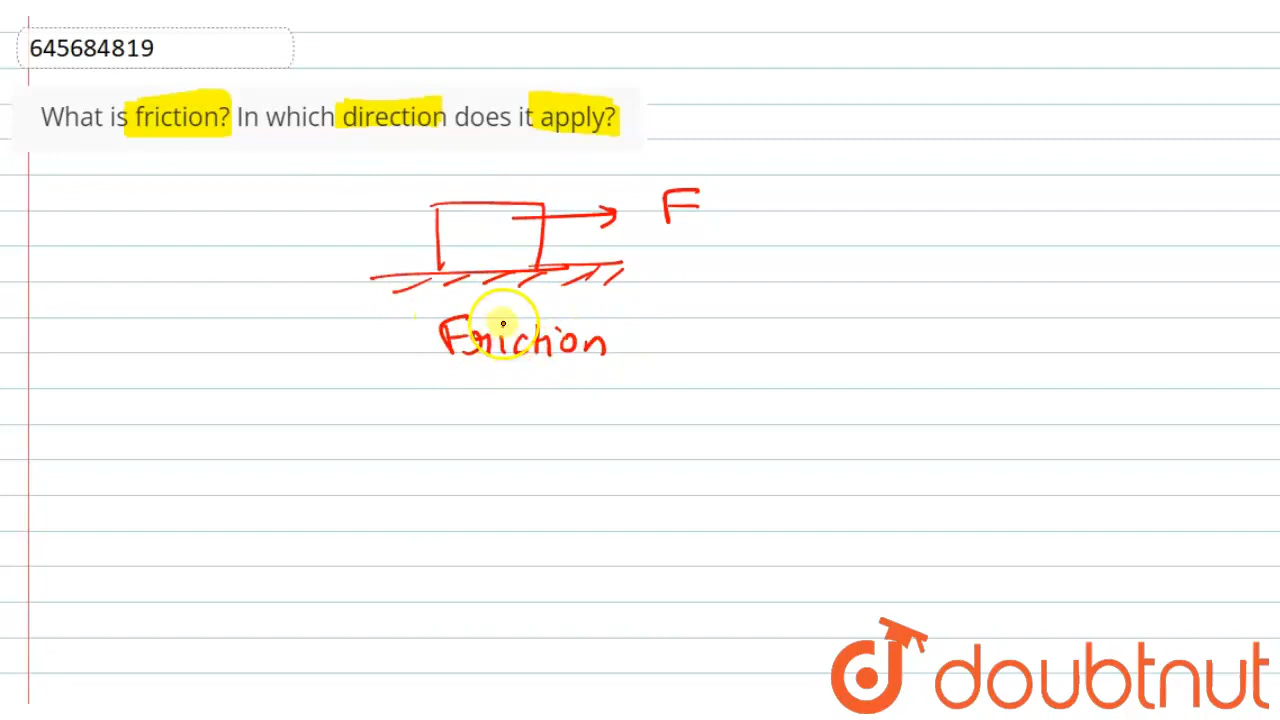 645684819
What is friction? In which direction does it apply?
F
Friction
doubtnut